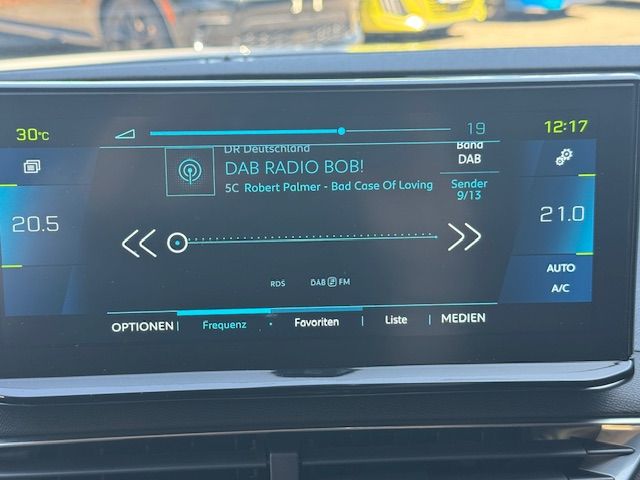 30°C
19
12:17
DR Deutschland
Band
DAB RADIO BOB!
DAB
5C Robert Palmer - Bad Case Of Loving
Sender
9/13
20.5
21.0
AUTO
A/C
RDS
DAB FM
OPTIONEN
Frequenz
Favoriten
Liste
MEDIEN